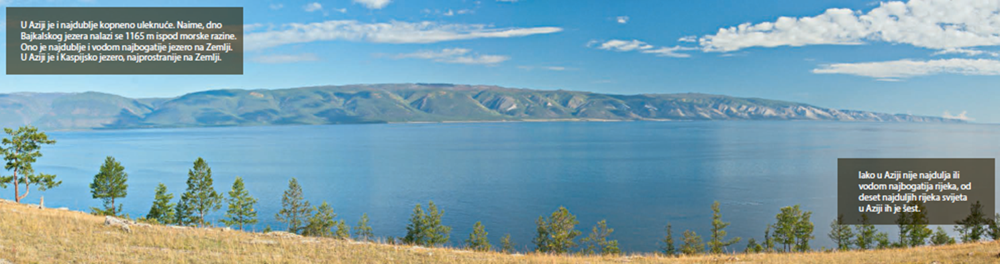 U Aziji je i najdublje kopneno uleknuće. Naime, dno
Bajkalskog jezera nalazi se 1165 m ispod morske razine.
Ono je najdublje i vodom najbogatije jezero na Zemlji.
U Aziji je i Kaspijsko jezero, najprostranije na Zemlji.
Iako u Aziji nije najdulja ili
vodom najbogatija rijeka, od
deset najduljih rijeka svijeta
u Aziji ih je šest.